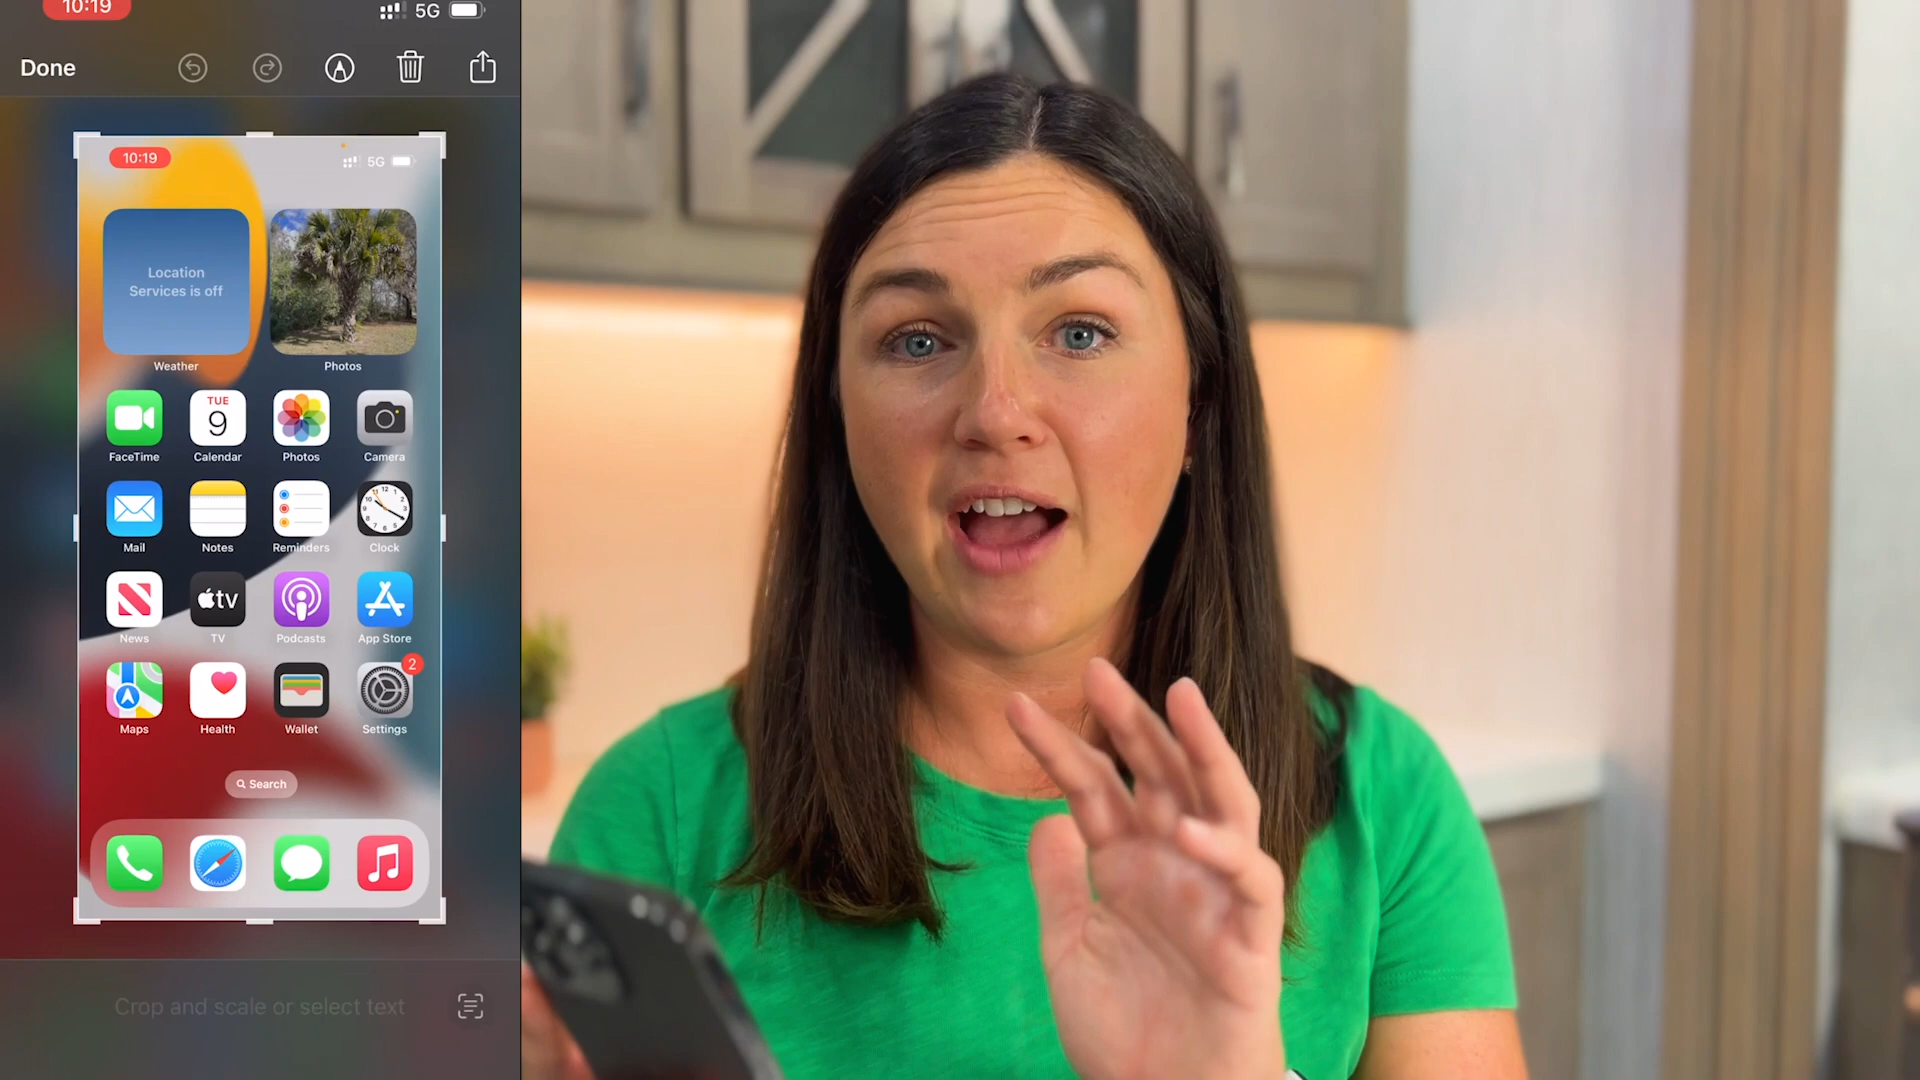 10:19 5G
Done
10:19 5G
Location
Services is off
Weather Photos
TUE
9
FaceTime Calendar Photos Camera
Mail Notes Reminders Clock
tv
News TV Podcasts App Store
2
Maps Health Wallet Settings
Search
Crop and scale or select text